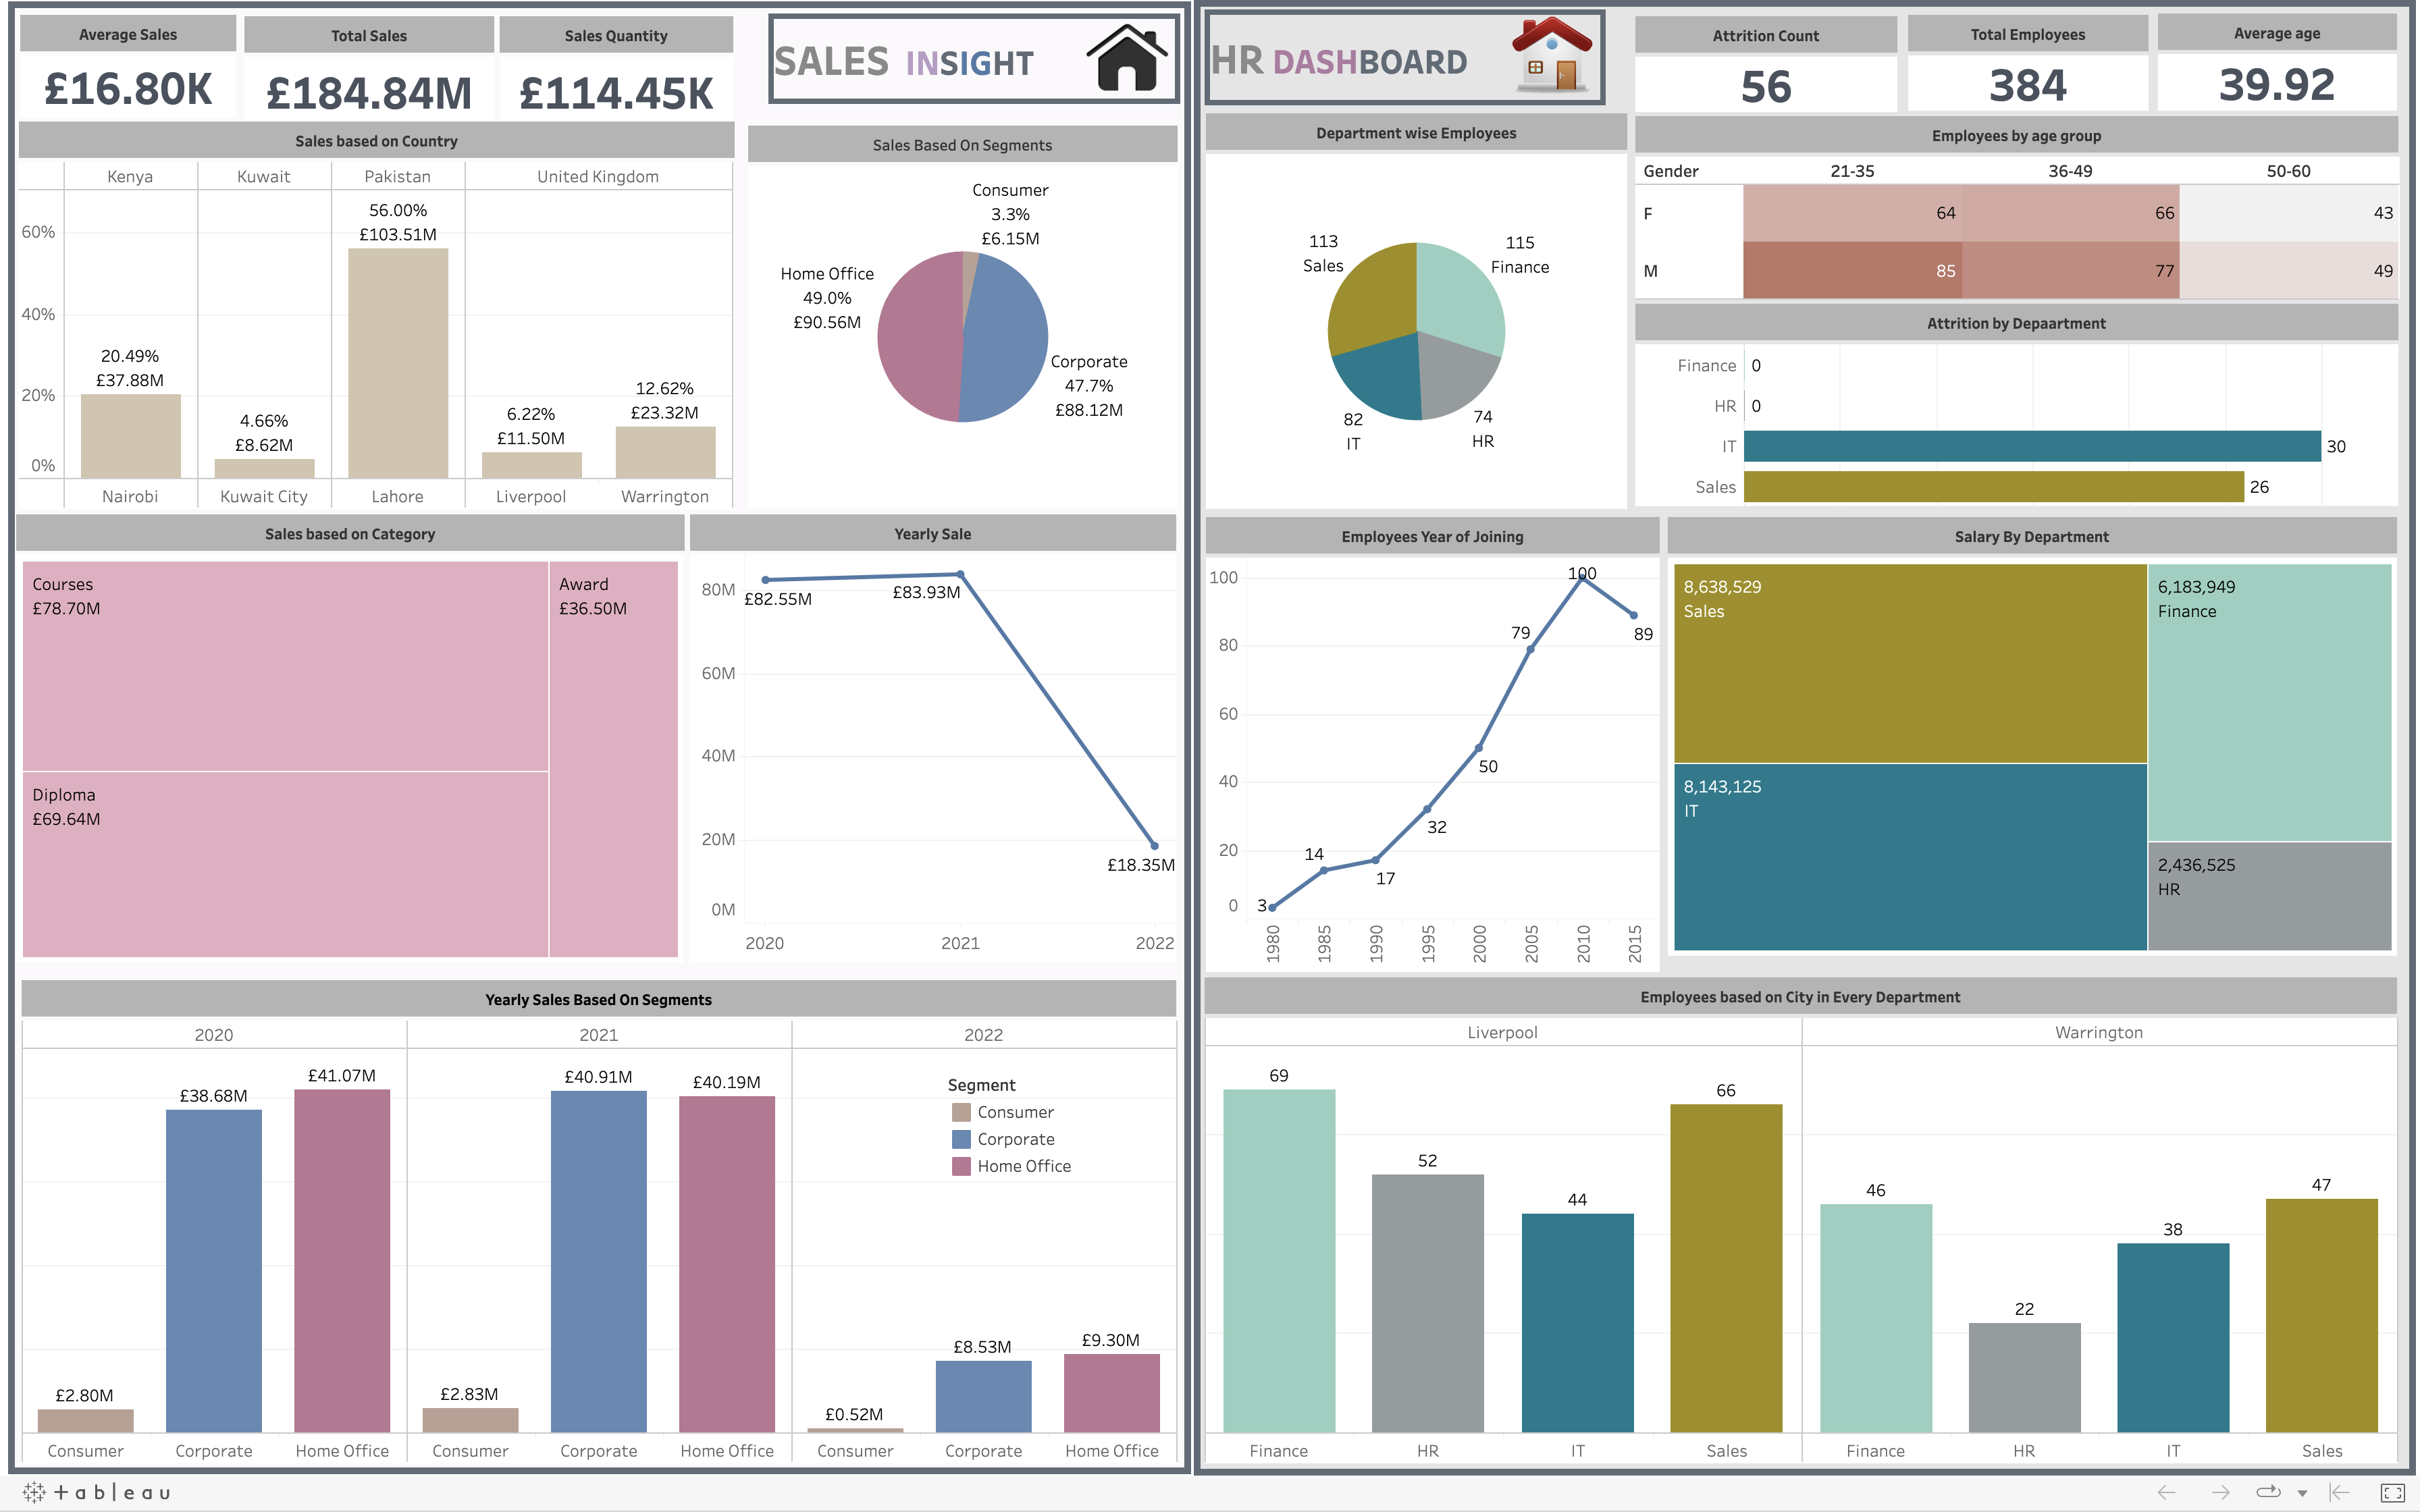 Average Sales
£16.80K
Total Sales
£184.84M
Sales Quantity
£114.45K
SALES INSIGHT
Sales based on Country
Kenya
Kuwait
Pakistan
United Kingdom
60%
40%
20%
0%
20.49%
£37.88M
4.66%
£8.62M
56.00%
£103.51M
6.22%
£11.50M
12.62%
£23.32M
Nairobi
Kuwait City
Lahore
Liverpool
Warrington
Sales Based On Segments
Consumer
3.3%
£6.15M
Home Office
49.0%
£90.56M
Corporate
47.7%
£88.12M
Sales based on Category
Courses
£78.70M
Award
£36.50M
Diploma
£69.64M
Yearly Sale
80M
60M
40M
20M
0M
£82.55M
£83.93M
£18.35M
2020
2021
2022
Yearly Sales Based On Segments
2020
2021
2022
£2.80M
£38.68M
£41.07M
£2.83M
£40.91M
£40.19M
£0.52M
£8.53M
£9.30M
Segment
Consumer
Corporate
Home Office
Consumer
Corporate
Home Office
Consumer
Corporate
Home Office
Consumer
Corporate
Home Office
HR DASHBOARD
Attrition Count
56
Total Employees
384
Average age
39.92
Department wise Employees
113
Sales
115
Finance
82
IT
74
HR
Employees by age group
Gender 21-35 36-49 50-60
F 64 66 43
M 85 77 49
Attrition by Depaartment
Finance 0
HR 0
IT 30
Sales 26
Employees Year of Joining
100
80
60
40
20
0
3
14
17
32
50
79
100
89
1980
1985
1990
1995
2000
2005
2010
2015
Salary By Department
8,638,529
Sales
6,183,949
Finance
8,143,125
IT
2,436,525
HR
Employees based on City in Every Department
Liverpool
Warrington
69
52
44
66
46
22
38
47
Finance
HR
IT
Sales
Finance
HR
IT
Sales
+ableau